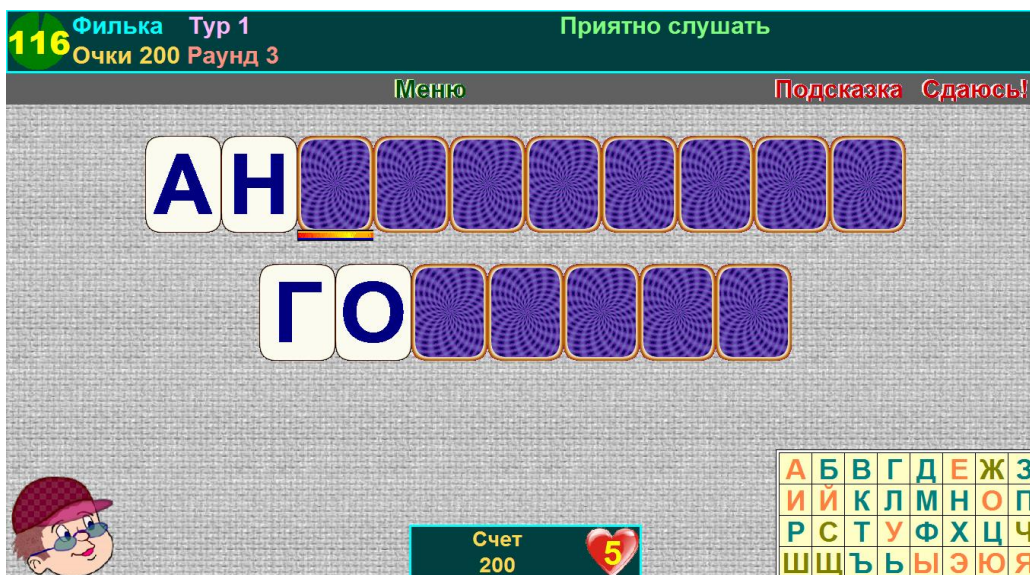 116 Филька Тур 1 Приятно слушать
Очки 200 Раунд 3
Меню Подсказка Сдаюсь!
АН
ГО
А Б В Г Д Е Ж З
И Й К Л М Н О П
Р С Т У Ф Х Ц Ч
Ш Щ Ъ Ь Ы Э Ю Я
Счет
200
5